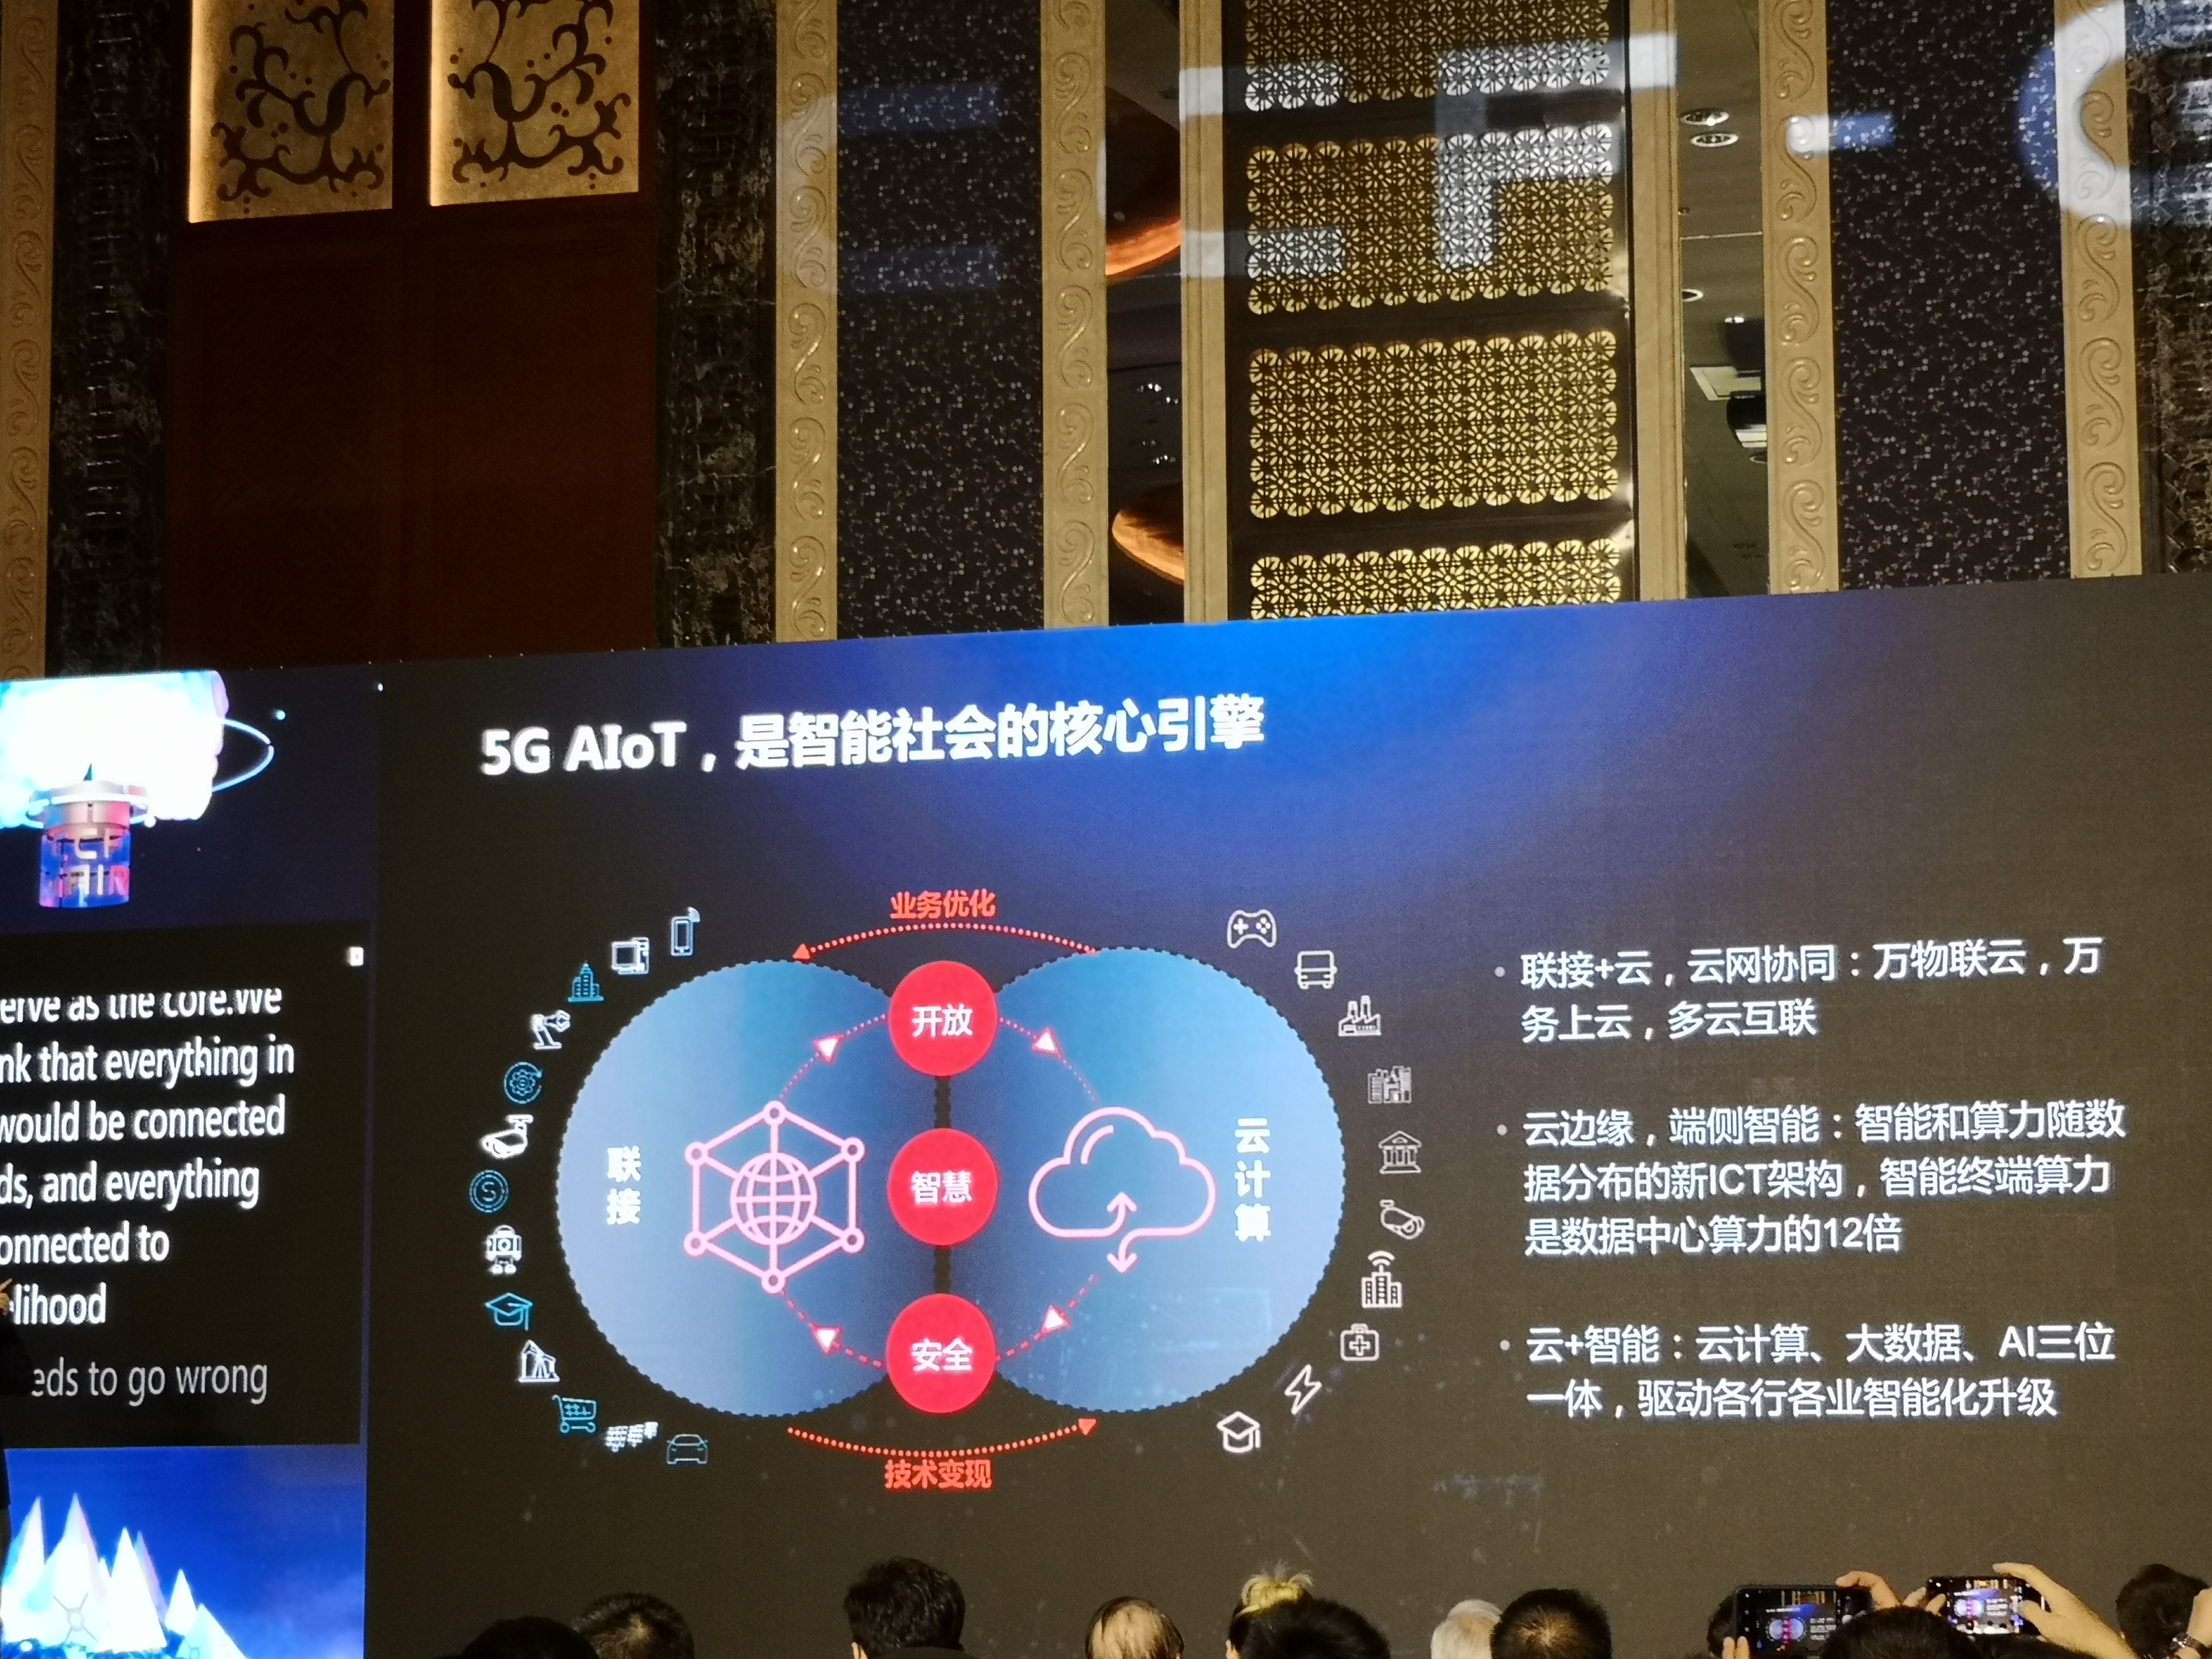 5G AIoT，是智能社会的核心引擎
业务优化
开放
联接
智慧
云计算
安全
技术变现
• 联接+云，云网协同：万物联云，万
务上云，多云互联
• 云边缘，端侧智能：智能和算力随数
据分布的新ICT架构，智能终端算力
是数据中心算力的12倍
• 云+智能：云计算、大数据、AI三位
一体，驱动各行各业智能化升级
as the core.We
that everything in
would be connected
and everything
connected to
to go wrong